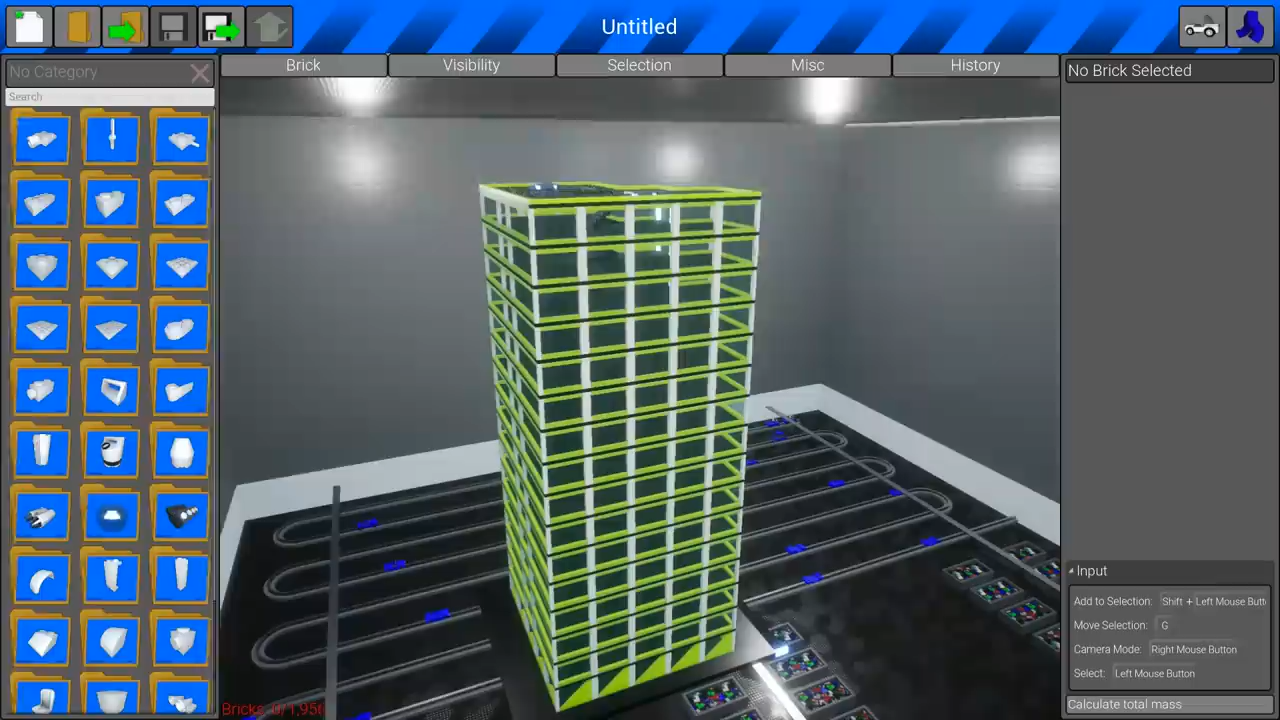 Untitled
No Category
Search
Brick
Visibility
Selection
Misc
History
No Brick Selected
Input
Add to Selection: Shift + Left Mouse Butt
Move Selection: G
Camera Mode: Right Mouse Button
Select: Left Mouse Button
Calculate total mass